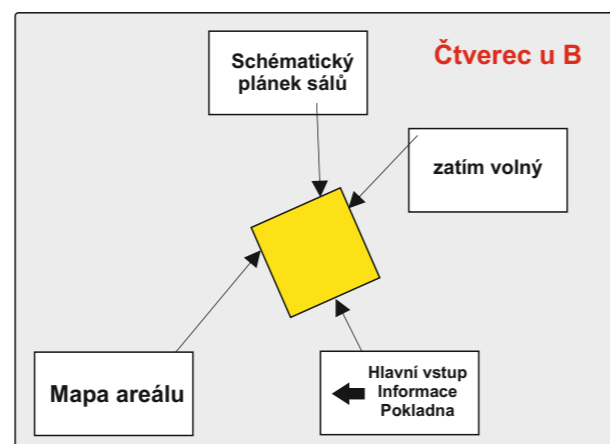 Čtverec u B
Schématický
plánek sálů
zatím volný
Mapa areálu
Hlavní vstup
Informace
Pokladna